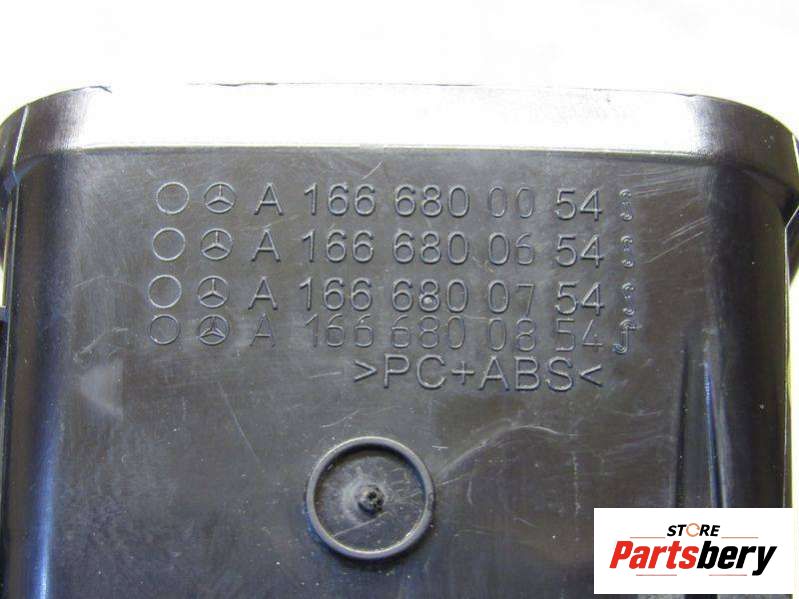 A 166 680 00 54
A 166 680 06 54
A 166 680 07 54
A 166 680 08 54
>PC+ABS<
STORE
Partsbery